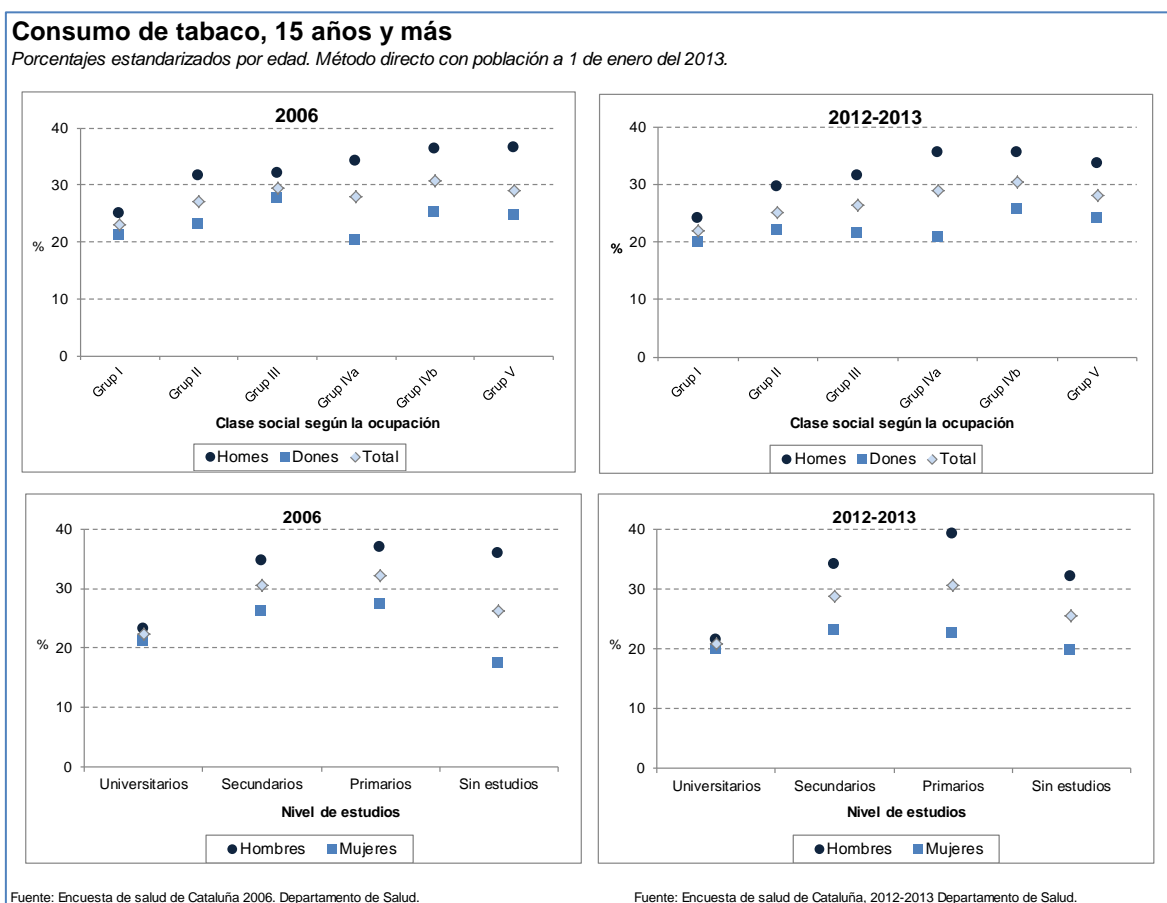 Consumo de tabaco, 15 años y más
Porcentajes estandarizados por edad. Método directo con población a 1 de enero del 2013.
2006
40
30
20
10
0
%
Grup I
Grup II
Grup III
Grup IVa
Grup IVb
Grup V
Clase social según la ocupación
Homes Dones Total
2012-2013
40
30
20
10
0
%
Grup I
Grup II
Grup III
Grup IVa
Grup IVb
Grup V
Clase social según la ocupación
Homes Dones Total
2006
40
30
20
10
0
%
Universitarios Secundarios Primarios Sin estudios
Nivel de estudios
Hombres Mujeres
2012-2013
40
30
20
10
0
%
Universitarios Secundarios Primarios Sin estudios
Nivel de estudios
Hombres Mujeres
Fuente: Encuesta de salud de Cataluña 2006. Departamento de Salud.
Fuente: Encuesta de salud de Cataluña, 2012-2013 Departamento de Salud.